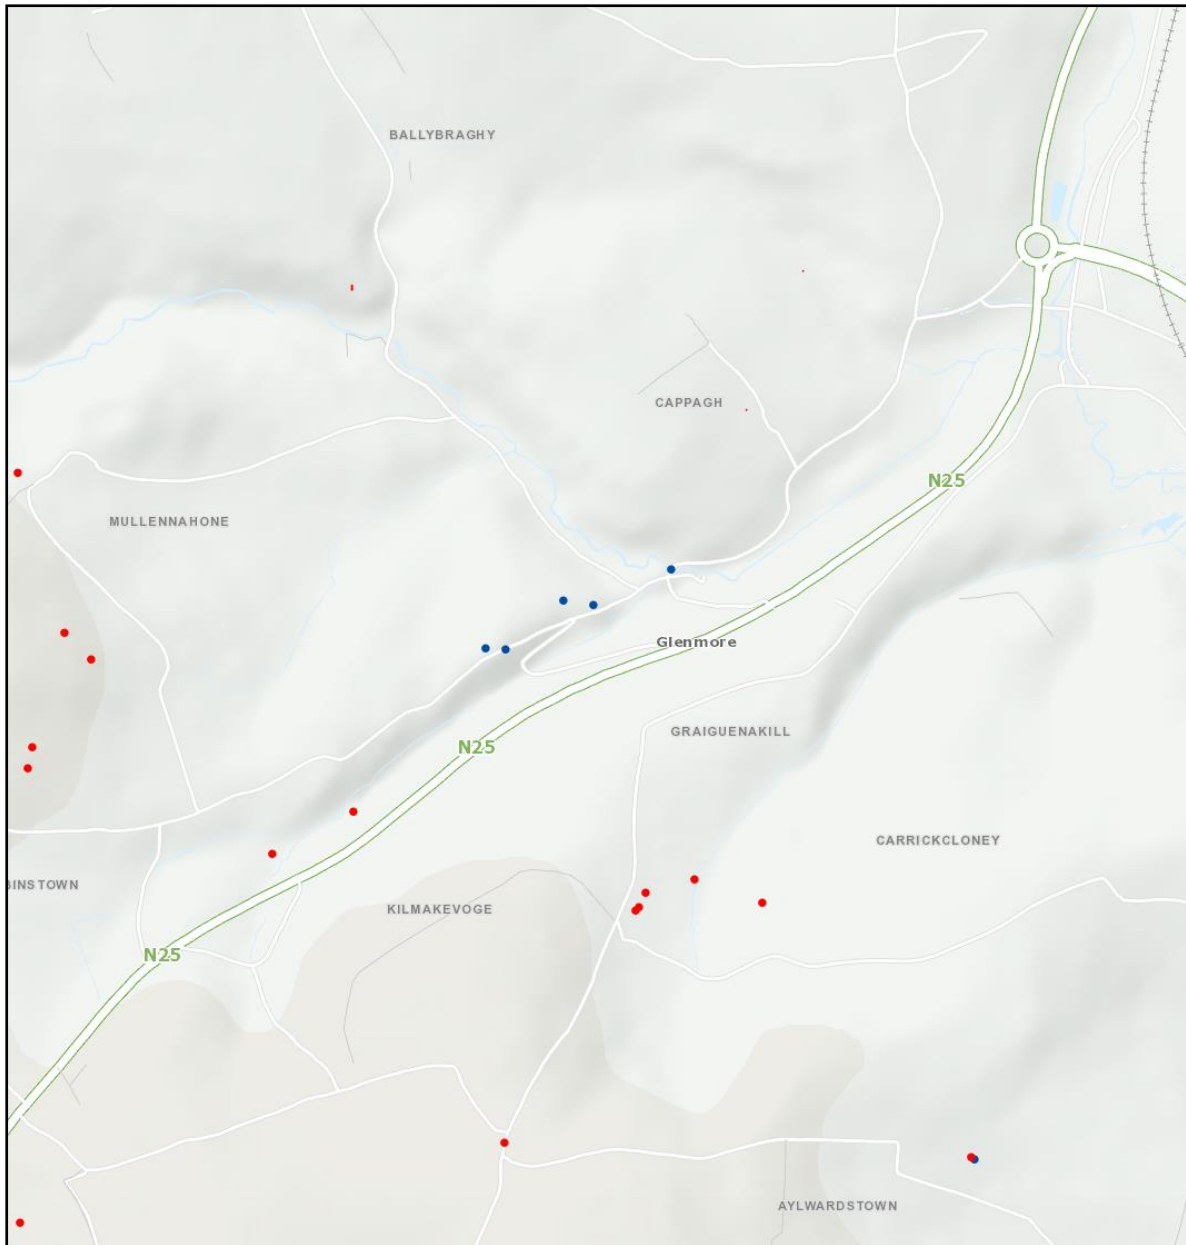 BALLYBRAGHY
CAPPAGH
N25
MULLENNAHONE
Glenmore
GRAIGUENAKILL
N25
CARRICKCLONEY
BINSTOWN
KILMAKEVOGE
N25
AYLWARDSTOWN